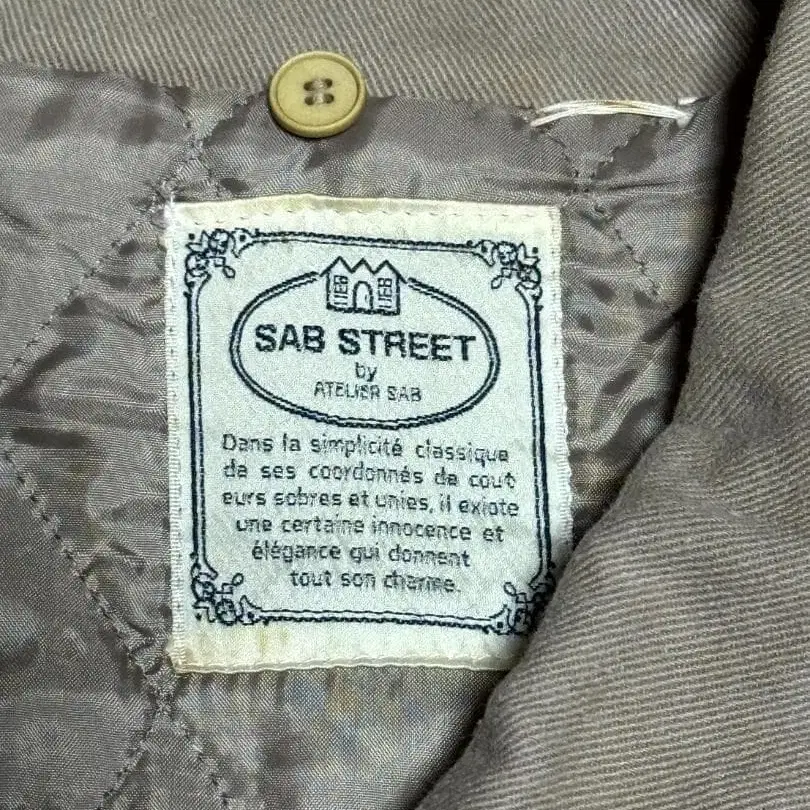 SAB STREET
by
ATELIER SAB
Dans la simplicité classique
de ses coordonnés de cout
eurs sobres et unies, il existe
une certaine innocence et
élégance qui donnent
tout son charme.